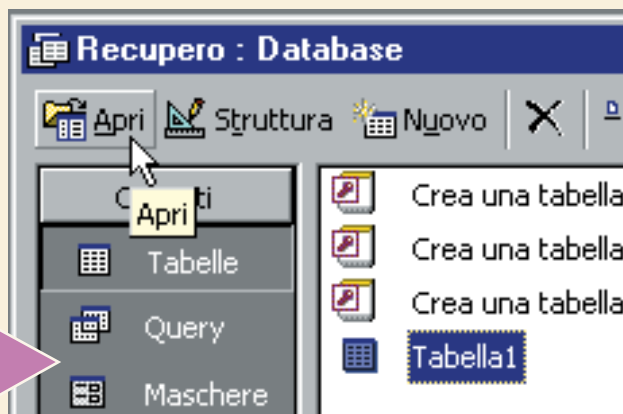 Recupero : Database
Apri Struttura Nuovo
Apri
Tabelle
Query
Maschere
Crea una tabella
Crea una tabella
Crea una tabella
Tabella1